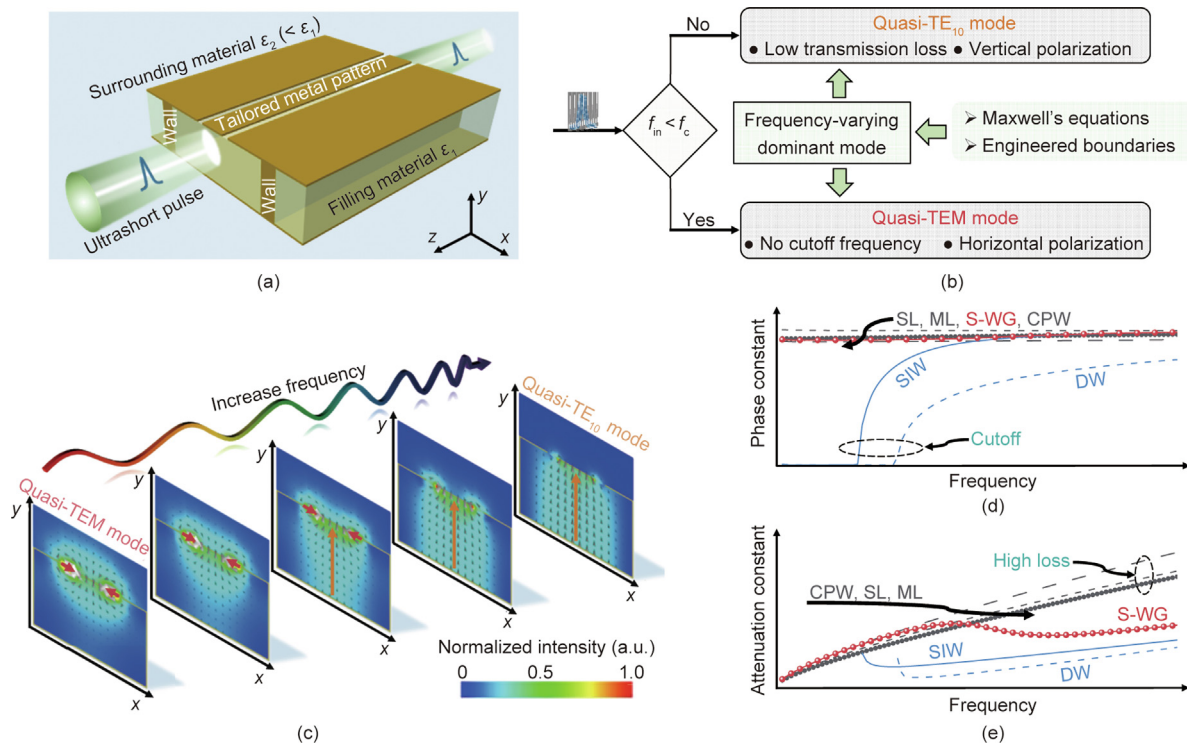 Surrounding material ε₂ (< ε₁)
Tailored metal pattern
Wall
Wall
Filling material ε₁
Ultrashort pulse
y
z
x
(a)
No
Quasi-TE₁₀ mode
● Low transmission loss ● Vertical polarization
f_in < f_c
Frequency-varying
dominant mode
➢ Maxwell's equations
➢ Engineered boundaries
Yes
Quasi-TEM mode
● No cutoff frequency ● Horizontal polarization
(b)
Increase frequency
y
Quasi-TEM mode
x
y
x
y
x
y
x
y
Quasi-TE₁₀ mode
x
Normalized intensity (a.u.)
0 0.5 1.0
(c)
Phase constant
SL, ML, S-WG, CPW
SIW
DW
Cutoff
Frequency
(d)
Attenuation constant
High loss
CPW, SL, ML
S-WG
SIW
DW
Frequency
(e)